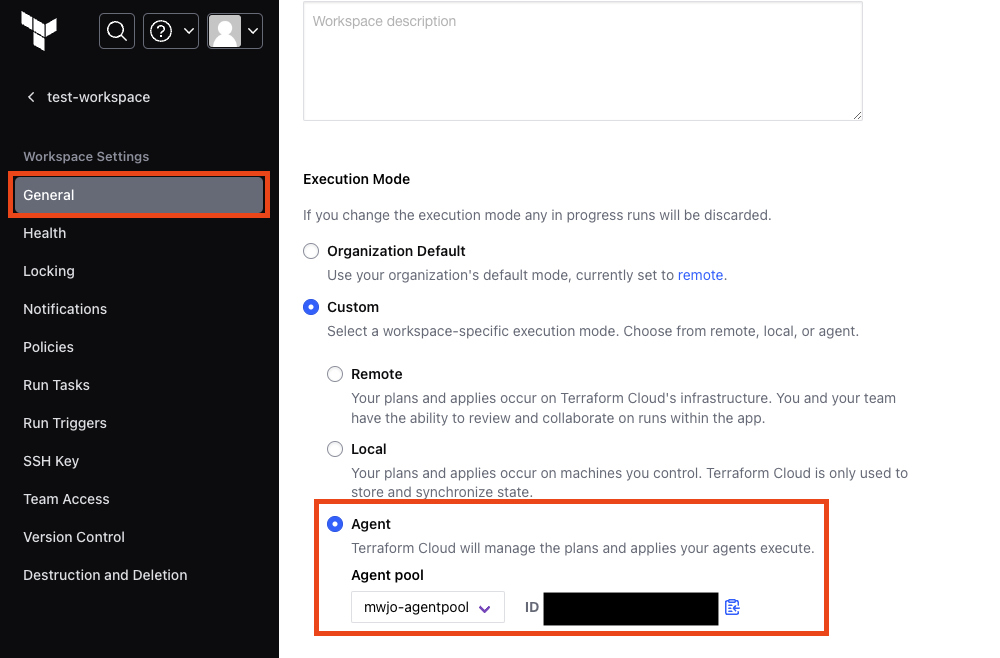 test-workspace
Workspace Settings
General
Health
Locking
Notifications
Policies
Run Tasks
Run Triggers
SSH Key
Team Access
Version Control
Destruction and Deletion
Workspace description
Execution Mode
If you change the execution mode any in progress runs will be discarded.
Organization Default
Use your organization's default mode, currently set to remote.
Custom
Select a workspace-specific execution mode. Choose from remote, local, or agent.
Remote
Your plans and applies occur on Terraform Cloud's infrastructure. You and your team
have the ability to review and collaborate on runs within the app.
Local
Your plans and applies occur on machines you control. Terraform Cloud is only used to
store and synchronize state.
Agent
Terraform Cloud will manage the plans and applies your agents execute.
Agent pool
mwjo-agentpool ID